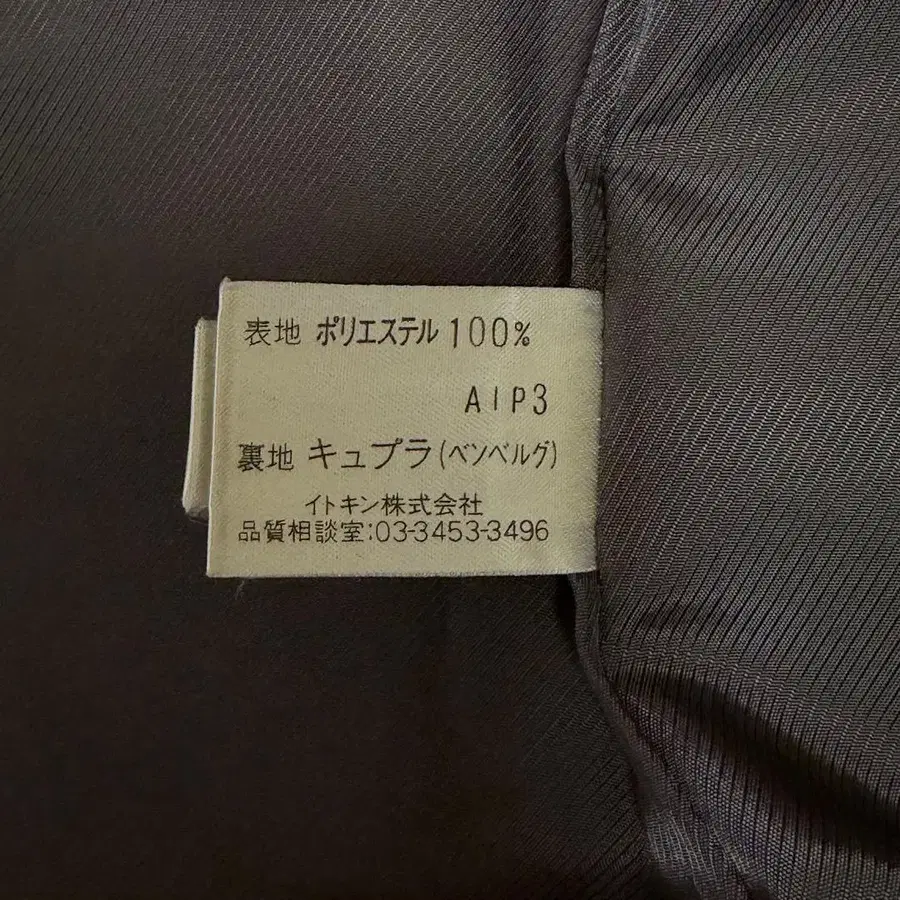 表地 ポリエステル 100%
AIP3
裏地 キュプラ(ベンベルグ)
イトキン株式会社
品質相談室:03-3453-3496